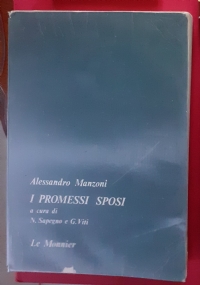 Alessandro Manzoni
I PROMESSI SPOSI
a cura di
N. Sapegno e G. Viti
Le Monnier